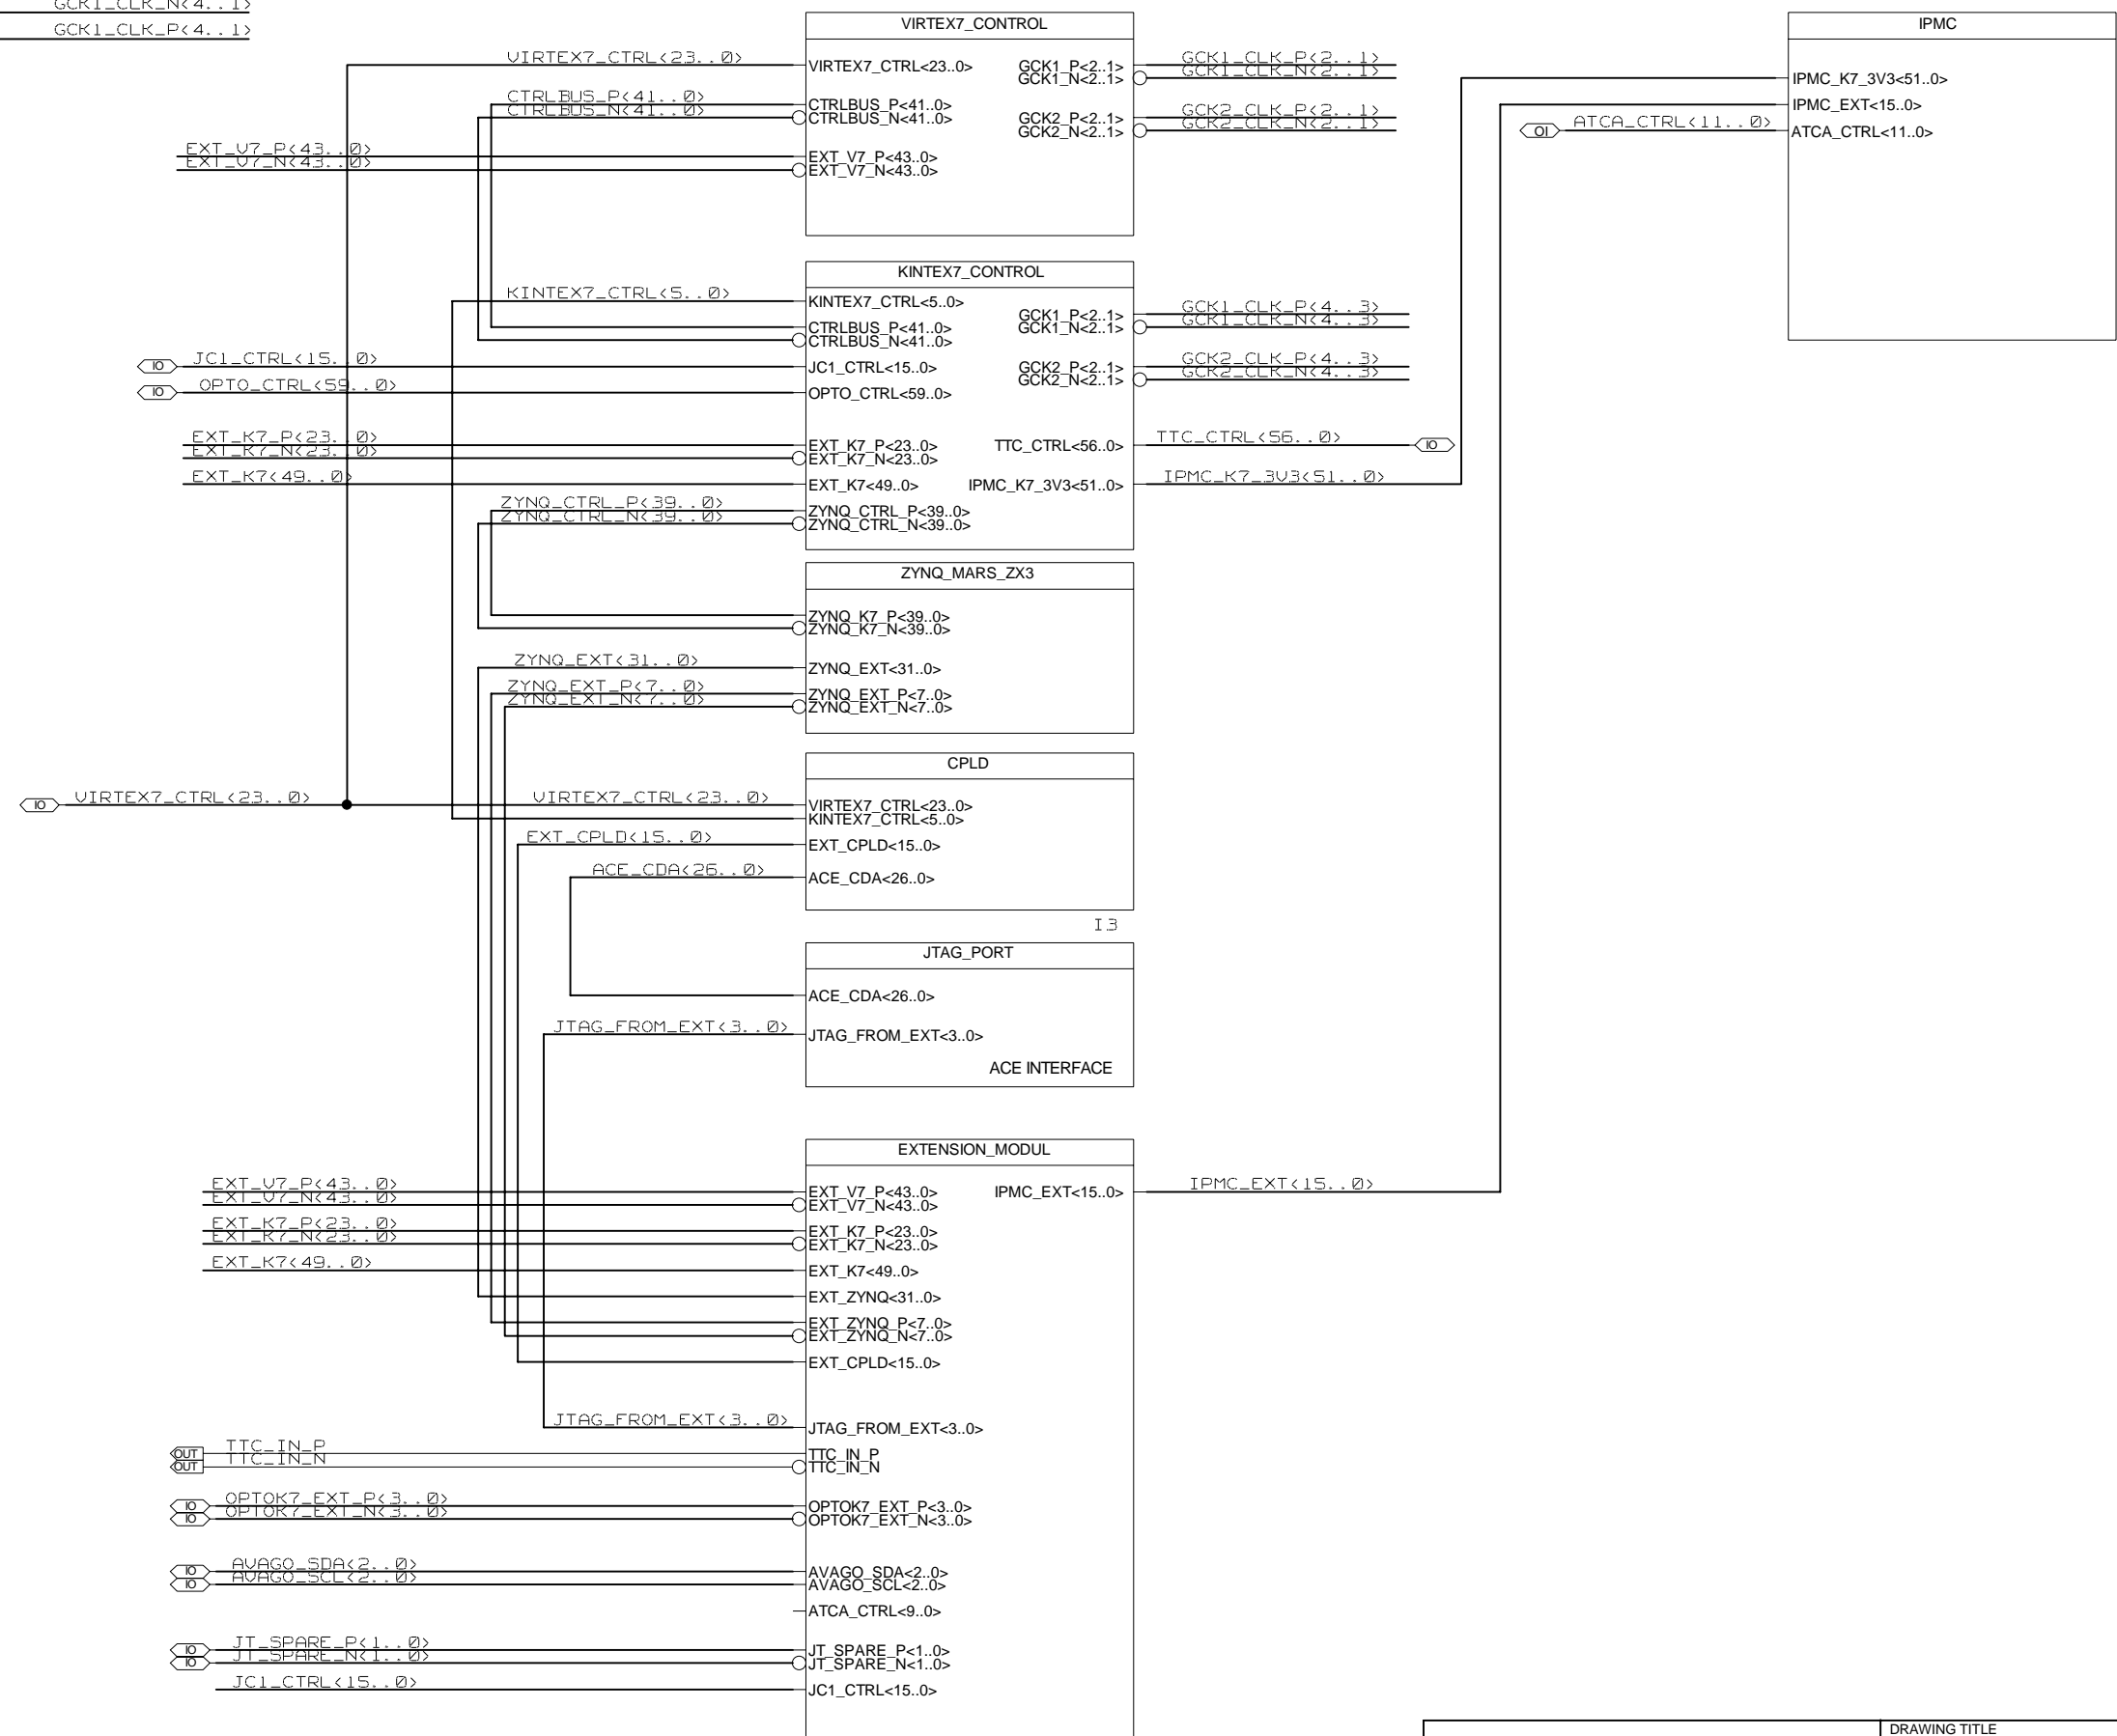 GCK1_CLK_N<4..1>
GCK1_CLK_P<4..1>
VIRTEX7_CONTROL
VIRTEX7_CTRL<23..0>
VIRTEX7_CTRL<23..0>
GCK1_P<2..1>
GCK1_CLK_P<2..1>
GCK1_N<2..1>
GCK1_CLK_N<2..1>
CTRLBUS_P<41..0>
CTRLBUS_P<41..0>
CTRLBUS_N<41..0>
CTRLBUS_N<41..0>
GCK2_P<2..1>
GCK2_CLK_P<2..1>
GCK2_N<2..1>
GCK2_CLK_N<2..1>
EXT_V7_P<43..0>
EXT_V7_P<43..0>
EXT_V7_N<43..0>
EXT_V7_N<43..0>
IPMC
IPMC_K7_3V3<51..0>
IPMC_EXT<15..0>
OI
ATCA_CTRL<11..0>
ATCA_CTRL<11..0>
KINTEX7_CONTROL
KINTEX7_CTRL<5..0>
KINTEX7_CTRL<5..0>
GCK1_P<2..1>
GCK1_CLK_P<4..3>
CTRLBUS_P<41..0>
GCK1_N<2..1>
GCK1_CLK_N<4..3>
CTRLBUS_N<41..0>
IO
JC1_CTRL<15..0>
JC1_CTRL<15..0>
GCK2_P<2..1>
GCK2_CLK_P<4..3>
GCK2_N<2..1>
GCK2_CLK_N<4..3>
IO
OPTO_CTRL<59..0>
OPTO_CTRL<59..0>
EXT_K7_P<23..0>
EXT_K7_P<23..0>
TTC_CTRL<56..0>
TTC_CTRL<56..0>
IO
EXT_K7_N<23..0>
EXT_K7_N<23..0>
EXT_K7<49..0>
EXT_K7<49..0>
IPMC_K7_3V3<51..0>
IPMC_K7_3V3<51..0>
ZYNQ_CTRL_P<39..0>
ZYNQ_CTRL_P<39..0>
ZYNQ_CTRL_N<39..0>
ZYNQ_CTRL_N<39..0>
ZYNQ_MARS_ZX3
ZYNQ_K7_P<39..0>
ZYNQ_K7_N<39..0>
ZYNQ_EXT<31..0>
ZYNQ_EXT<31..0>
ZYNQ_EXT_P<7..0>
ZYNQ_EXT_P<7..0>
ZYNQ_EXT_N<7..0>
ZYNQ_EXT_N<7..0>
CPLD
IO
VIRTEX7_CTRL<23..0>
VIRTEX7_CTRL<23..0>
VIRTEX7_CTRL<23..0>
KINTEX7_CTRL<5..0>
EXT_CPLD<15..0>
EXT_CPLD<15..0>
ACE_CDA<26..0>
ACE_CDA<26..0>
I3
JTAG_PORT
ACE_CDA<26..0>
JTAG_FROM_EXT<3..0>
JTAG_FROM_EXT<3..0>
ACE INTERFACE
EXTENSION_MODUL
EXT_V7_P<43..0>
EXT_V7_P<43..0>
IPMC_EXT<15..0>
IPMC_EXT<15..0>
EXT_V7_N<43..0>
EXT_V7_N<43..0>
EXT_K7_P<23..0>
EXT_K7_P<23..0>
EXT_K7_N<23..0>
EXT_K7_N<23..0>
EXT_K7<49..0>
EXT_K7<49..0>
EXT_ZYNQ<31..0>
EXT_ZYNQ_P<7..0>
EXT_ZYNQ_N<7..0>
EXT_CPLD<15..0>
JTAG_FROM_EXT<3..0>
JTAG_FROM_EXT<3..0>
OUT
TTC_IN_P
TTC_IN_P
OUT
TTC_IN_N
TTC_IN_N
IO
OPTOK7_EXT_P<3..0>
OPTOK7_EXT_P<3..0>
IO
OPTOK7_EXT_N<3..0>
OPTOK7_EXT_N<3..0>
IO
AVAGO_SDA<2..0>
AVAGO_SDA<2..0>
IO
AVAGO_SCL<2..0>
AVAGO_SCL<2..0>
ATCA_CTRL<9..0>
IO
JT_SPARE_P<1..0>
JT_SPARE_P<1..0>
IO
JT_SPARE_N<1..0>
JT_SPARE_N<1..0>
JC1_CTRL<15..0>
JC1_CTRL<15..0>
DRAWING TITLE